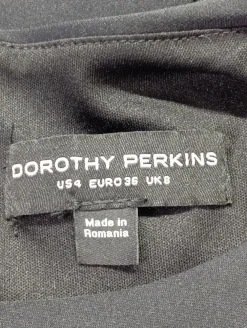 DOROTHY PERKINS
US4 EURO36 UK8
Made in
Romania